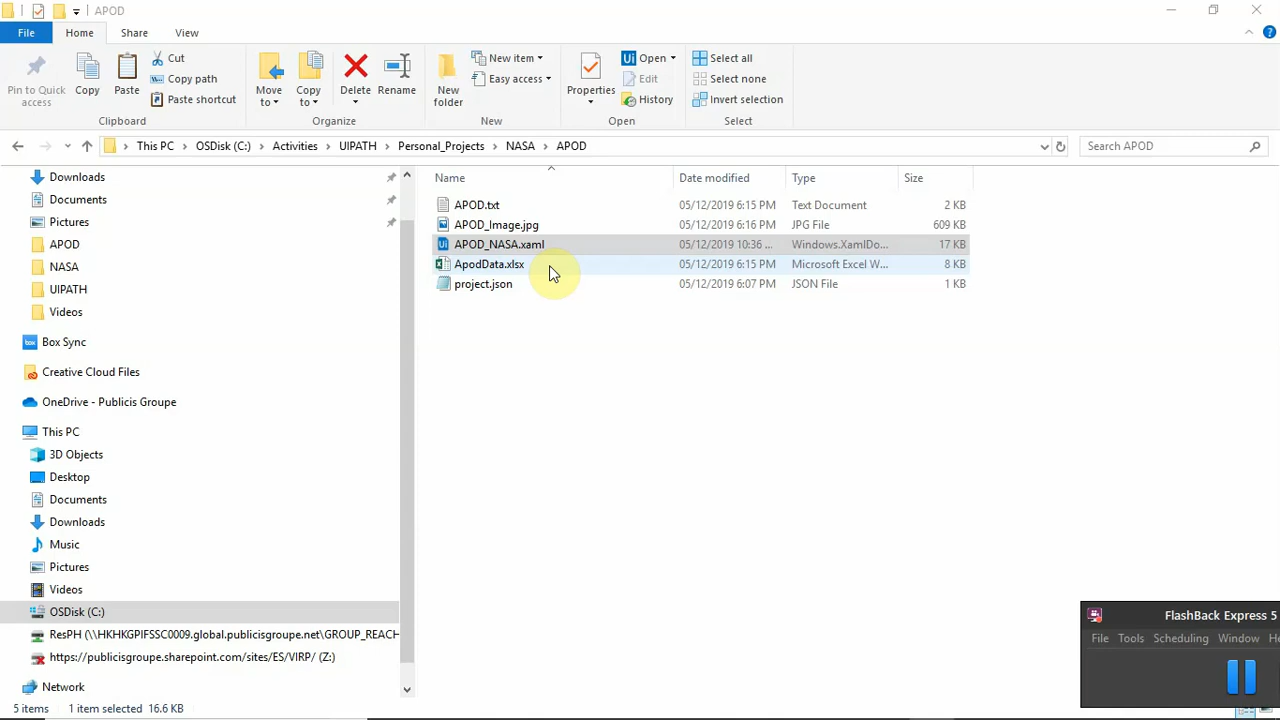 APOD
File Home Share View
Pin to Quick access
Copy
Paste
Cut
Copy path
Paste shortcut
Clipboard
Move to
Copy to
Delete
Rename
Organize
New folder
New item
Easy access
New
Properties
Open
Edit
History
Open
Select all
Select none
Invert selection
Select
This PC OSDisk (C:) Activities UIPATH Personal_Projects NASA APOD
Search APOD
Name Date modified Type Size
APOD.txt 05/12/2019 6:15 PM Text Document 2 KB
APOD_Image.jpg 05/12/2019 6:16 PM JPG File 609 KB
APOD_NASA.xaml 05/12/2019 10:36 ... Windows.XamlDo... 17 KB
ApodData.xlsx 05/12/2019 6:15 PM Microsoft Excel W... 8 KB
project.json 05/12/2019 6:07 PM JSON File 1 KB
Downloads
Documents
Pictures
APOD
NASA
UIPATH
Videos
Box Sync
Creative Cloud Files
OneDrive - Publicis Groupe
This PC
3D Objects
Desktop
Documents
Downloads
Music
Pictures
Videos
OSDisk (C:)
ResPH (\\HKHKGPIFSSC0009.global.publicisgroupe.net\GROUP_REACH
https://publicisgroupe.sharepoint.com/sites/ES/VIRP/ (Z:)
Network
5 items 1 item selected 16.6 KB
FlashBack Express 5
File Tools Scheduling Window He